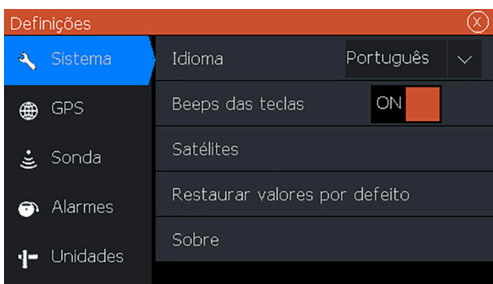 Definições
Sistema
GPS
Sonda
Alarmes
Unidades
Idioma Português
Beeps das teclas ON
Satélites
Restaurar valores por defeito
Sobre